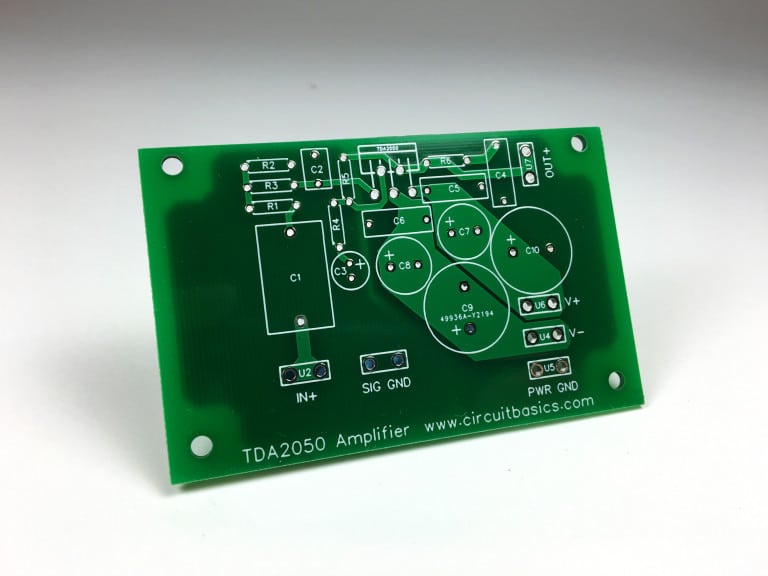 TDA2050
R2
C2
R6
U7
OUT+
R3
R5
C5
C4
R1
R4
C6
C7
C10
C1
C3
+
C8
+
+
+
C9
49936A-Y2194
+
U6
V+
U4
V-
U2
IN+
SIG GND
U5
PWR GND
TDA2050 Amplifier www.circuitbasics.com